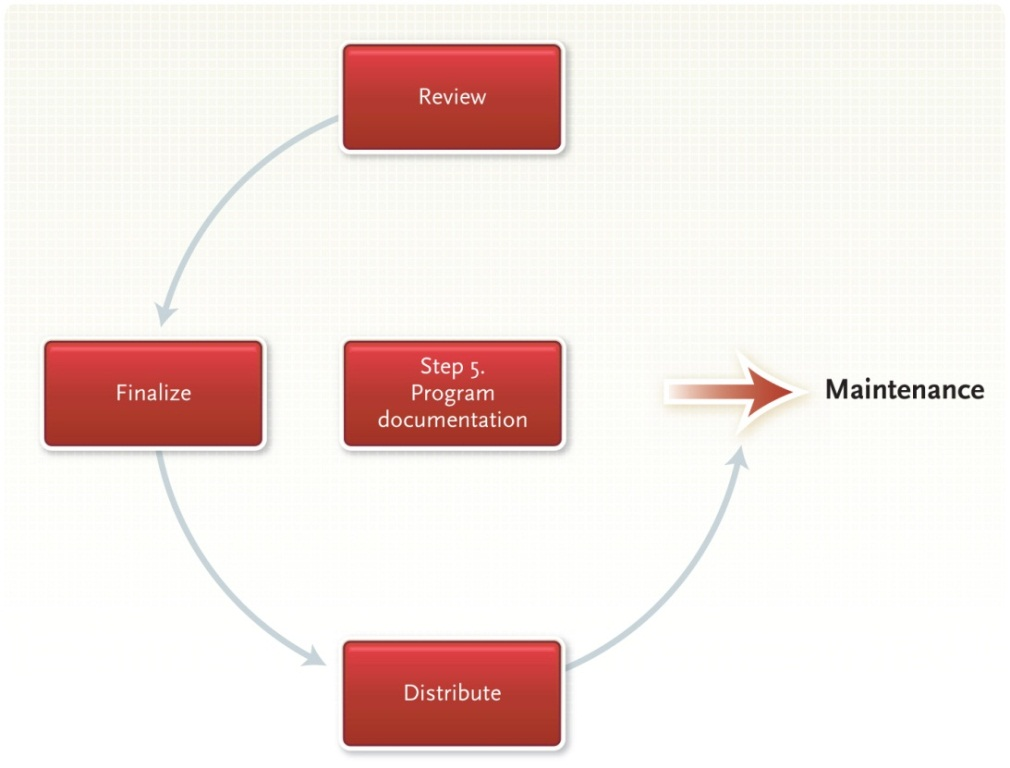 Review
Finalize
Step 5.
Program
documentation
Maintenance
Distribute